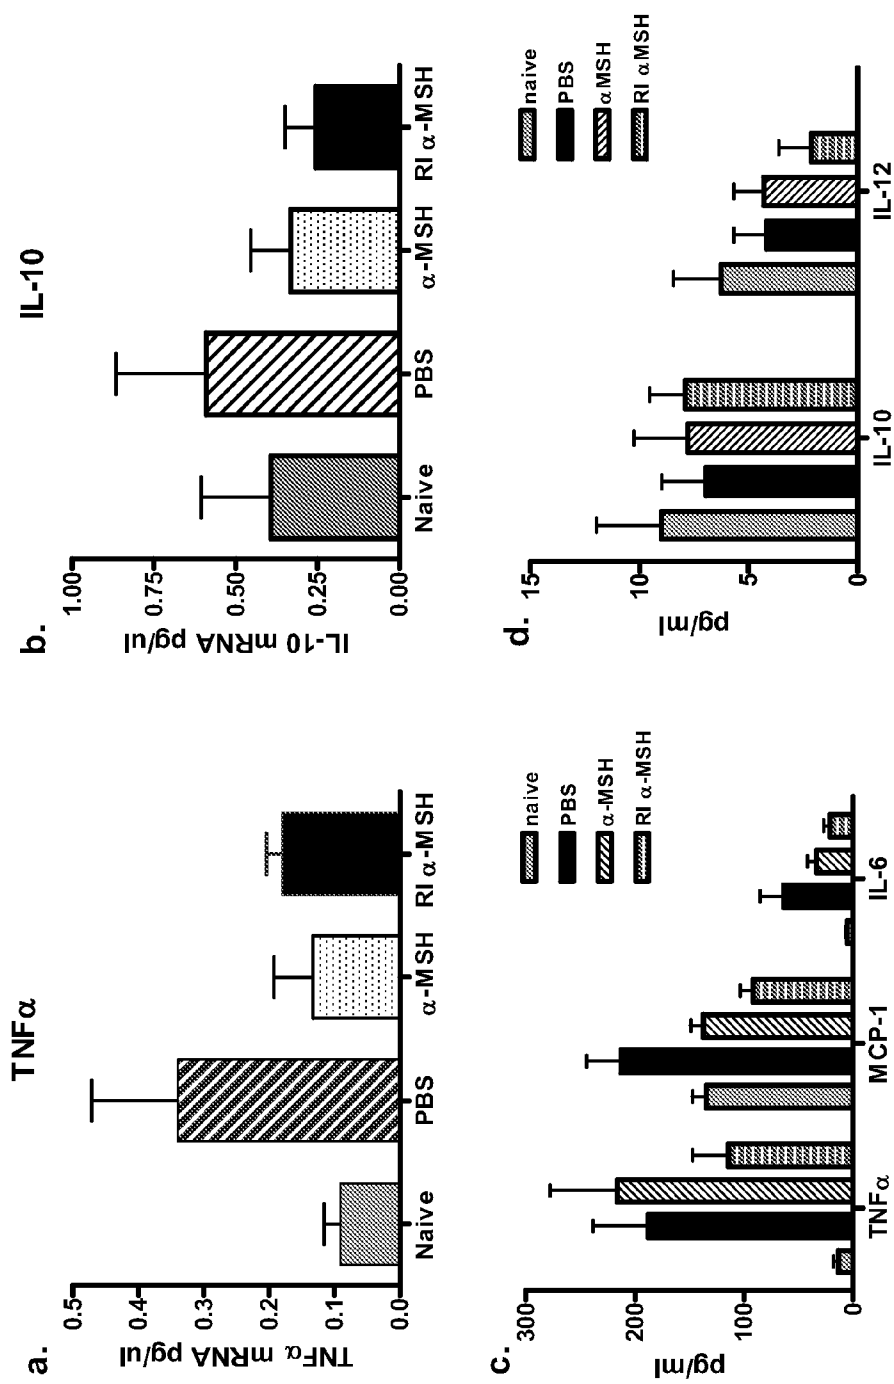 a.
TNFα
TNFα mRNA pg/ul
0.5
0.4
0.3
0.2
0.1
0.0
Naive
PBS
α-MSH
RI α-MSH
b.
IL-10
IL-10 mRNA pg/ul
1.00
0.75
0.50
0.25
0.00
Naive
PBS
α-MSH
RI α-MSH
c.
pg/ml
300
200
100
0
TNFα
MCP-1
IL-6
naive
PBS
α-MSH
RI α-MSH
d.
pg/ml
15
10
5
0
IL-10
IL-12
naive
PBS
αMSH
RI αMSH